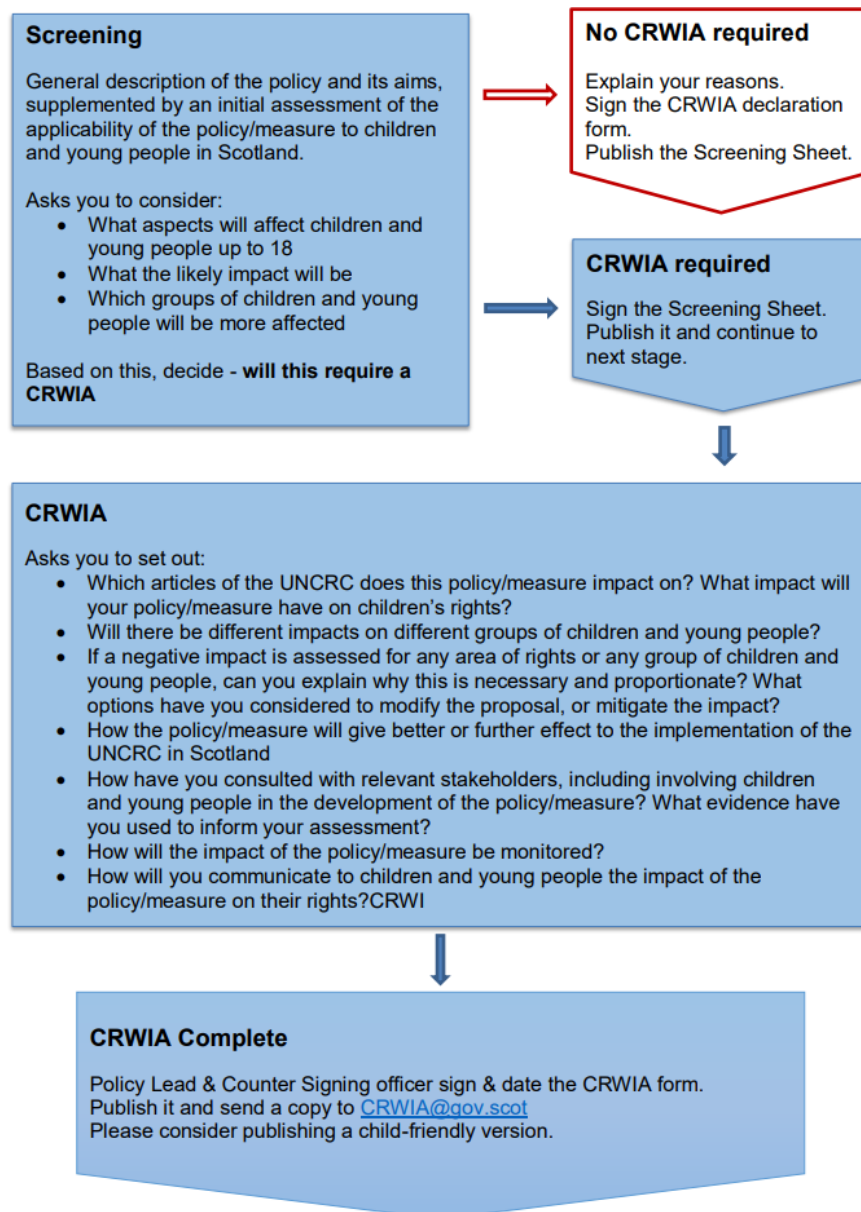 Screening
General description of the policy and its aims,
supplemented by an initial assessment of the
applicability of the policy/measure to children
and young people in Scotland.
Asks you to consider:
• What aspects will affect children and
young people up to 18
• What the likely impact will be
• Which groups of children and young
people will be more affected
Based on this, decide - will this require a
CRWIA
No CRWIA required
Explain your reasons.
Sign the CRWIA declaration
form.
Publish the Screening Sheet.
CRWIA required
Sign the Screening Sheet.
Publish it and continue to
next stage.
CRWIA
Asks you to set out:
• Which articles of the UNCRC does this policy/measure impact on? What impact will
your policy/measure have on children's rights?
• Will there be different impacts on different groups of children and young people?
• If a negative impact is assessed for any area of rights or any group of children and
young people, can you explain why this is necessary and proportionate? What
options have you considered to modify the proposal, or mitigate the impact?
• How the policy/measure will give better or further effect to the implementation of the
UNCRC in Scotland
• How have you consulted with relevant stakeholders, including involving children
and young people in the development of the policy/measure? What evidence have
you used to inform your assessment?
• How will the impact of the policy/measure be monitored?
• How will you communicate to children and young people the impact of the
policy/measure on their rights?CRWI
CRWIA Complete
Policy Lead & Counter Signing officer sign & date the CRWIA form.
Publish it and send a copy to CRWIA@gov.scot
Please consider publishing a child-friendly version.